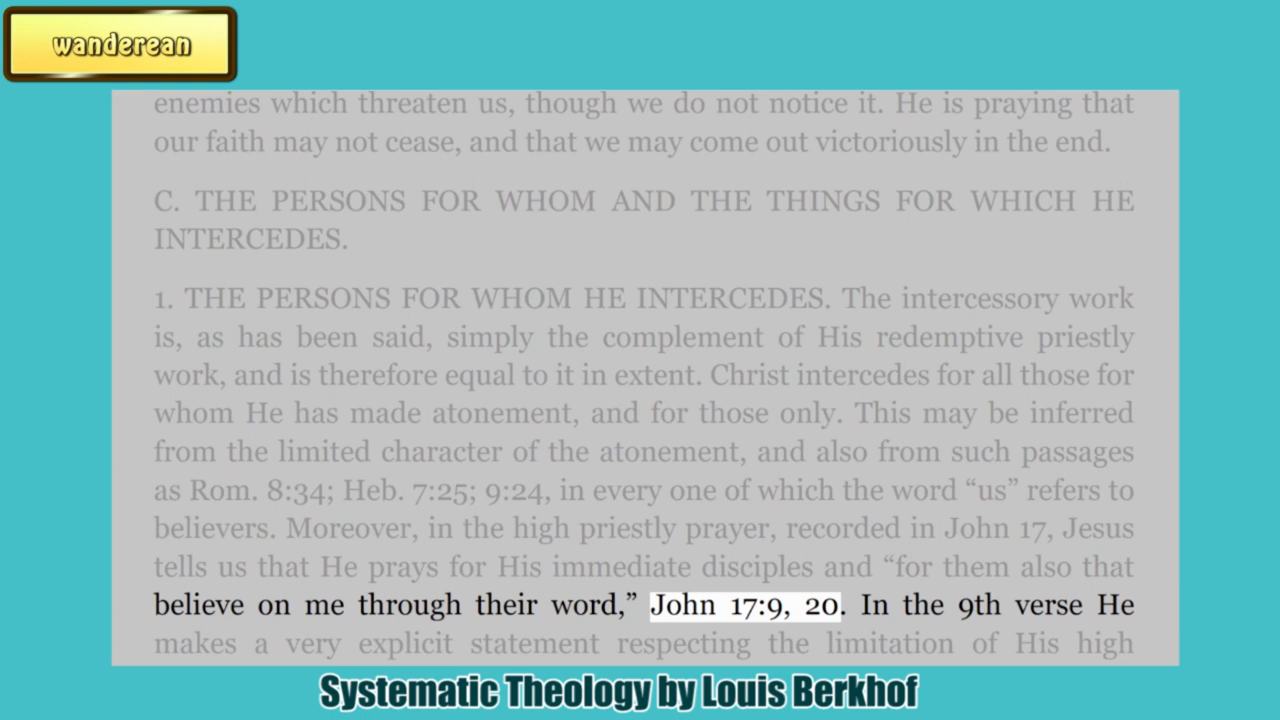 wanderean
enemies which threaten us, though we do not notice it. He is praying that
our faith may not cease, and that we may come out victoriously in the end.
C. THE PERSONS FOR WHOM AND THE THINGS FOR WHICH HE
INTERCEDES.
1. THE PERSONS FOR WHOM HE INTERCEDES. The intercessory work
is, as has been said, simply the complement of His redemptive priestly
work, and is therefore equal to it in extent. Christ intercedes for all those for
whom He has made atonement, and for those only. This may be inferred
from the limited character of the atonement, and also from such passages
as Rom. 8:34; Heb. 7:25; 9:24, in every one of which the word “us” refers to
believers. Moreover, in the high priestly prayer, recorded in John 17, Jesus
tells us that He prays for His immediate disciples and “for them also that
believe on me through their word,” John 17:9, 20. In the 9th verse He
makes a very explicit statement respecting the limitation of His high
Systematic Theology by Louis Berkhof